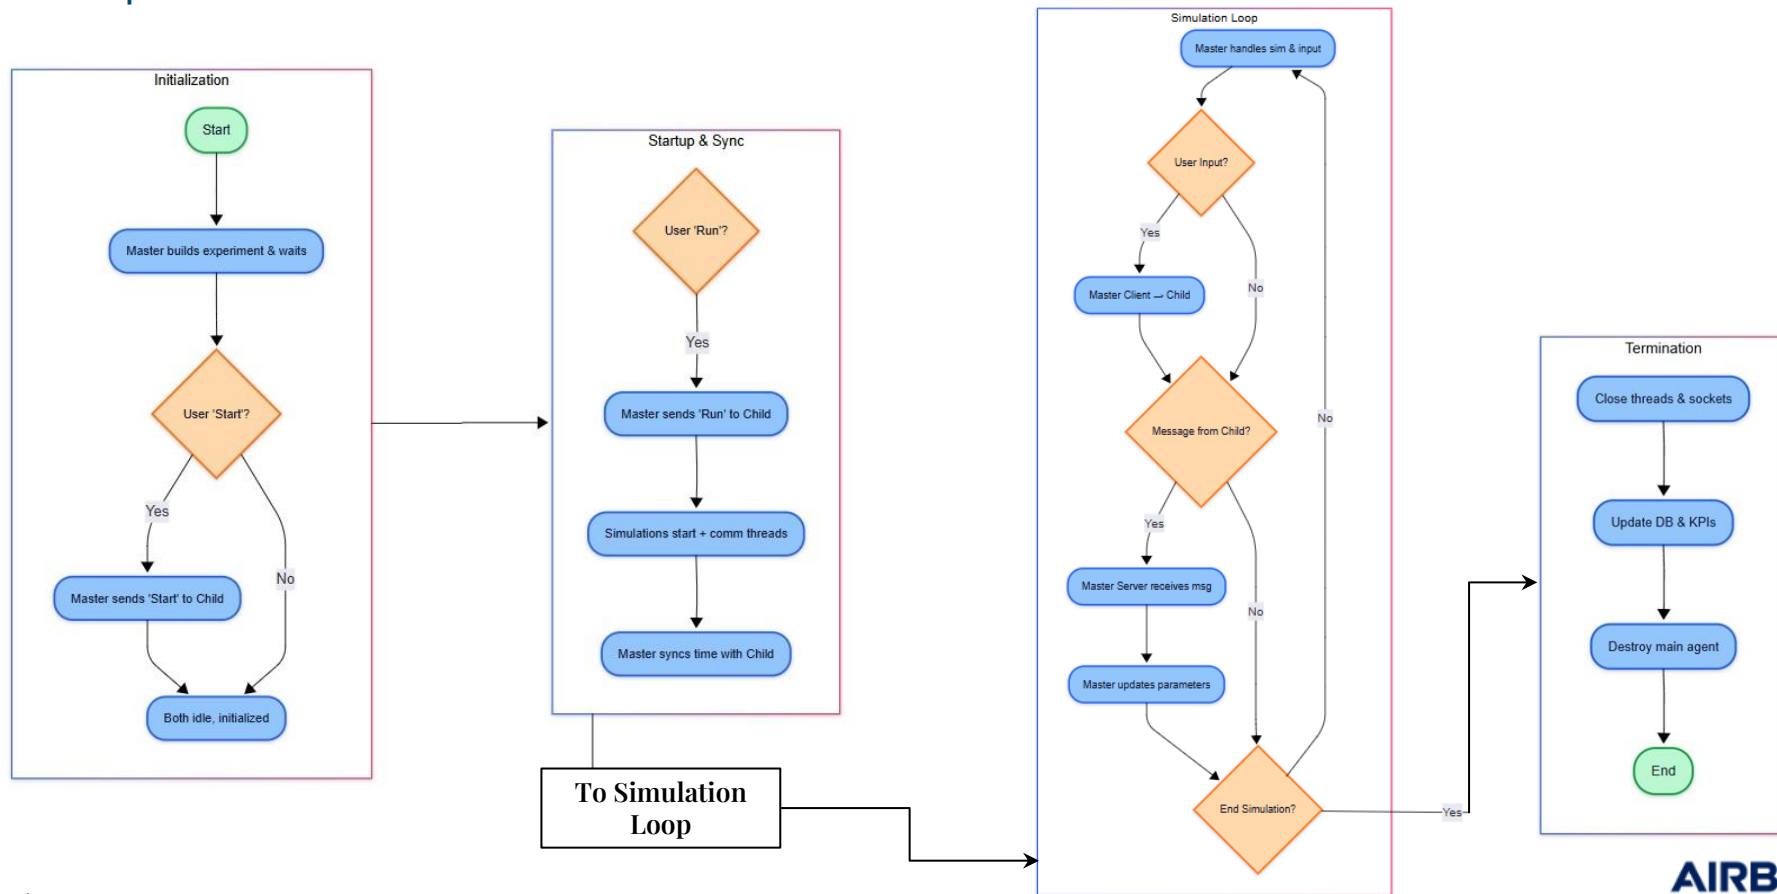 Initialization
Start
Master builds experiment & waits
User 'Start'?
Yes
No
Master sends 'Start' to Child
Both idle, initialized
Startup & Sync
User 'Run'?
Yes
Master sends 'Run' to Child
Simulations start + comm threads
Master syncs time with Child
To Simulation
Loop
Simulation Loop
Master handles sim & input
User Input?
Yes
No
Master Client → Child
Message from Child?
Yes
No
Master Server receives msg
Master updates parameters
End Simulation?
No
Yes
Termination
Close threads & sockets
Update DB & KPIs
Destroy main agent
End
AIRB